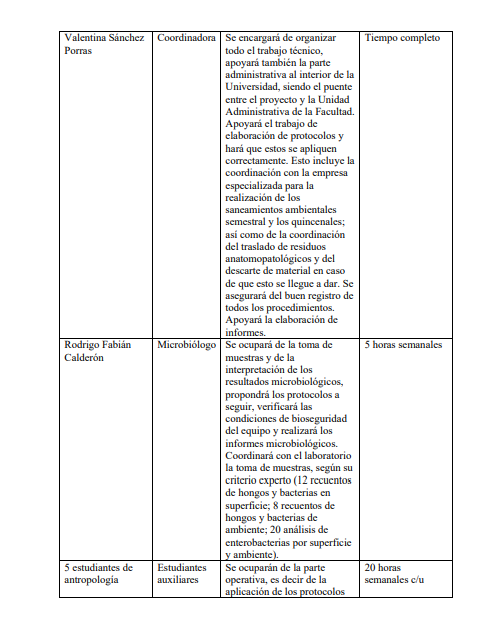 Valentina Sánchez Porras
Coordinadora
Se encargará de organizar
todo el trabajo técnico,
apoyará también la parte
administrativa al interior de la
Universidad, siendo el puente
entre el proyecto y la Unidad
Administrativa de la Facultad.
Apoyará el trabajo de
elaboración de protocolos y
hará que estos se apliquen
correctamente. Esto incluye la
coordinación con la empresa
especializada para la
realización de los
saneamientos ambientales
semestral y los quincenales;
así como de la coordinación
del traslado de residuos
anatomopatológicos y del
descarte de material en caso
de que esto se llegue a dar. Se
asegurará del buen registro de
todos los procedimientos.
Apoyará la elaboración de
informes.
Tiempo completo
Rodrigo Fabián
Calderón
Microbiólogo
Se ocupará de la toma de
muestras y de la
interpretación de los
resultados microbiológicos,
propondrá los protocolos a
seguir, verificará las
condiciones de bioseguridad
del equipo y realizará los
informes microbiológicos.
Coordinará con el laboratorio
la toma de muestras, según su
criterio experto (12 recuentos
de hongos y bacterias en
superficie; 8 recuentos de
hongos y bacterias de
ambiente; 20 análisis de
enterobacterias por superficie
y ambiente).
5 horas semanales
5 estudiantes de
antropología
Estudiantes
auxiliares
Se ocuparán de la parte
operativa, es decir de la
aplicación de los protocolos
20 horas
semanales c/u